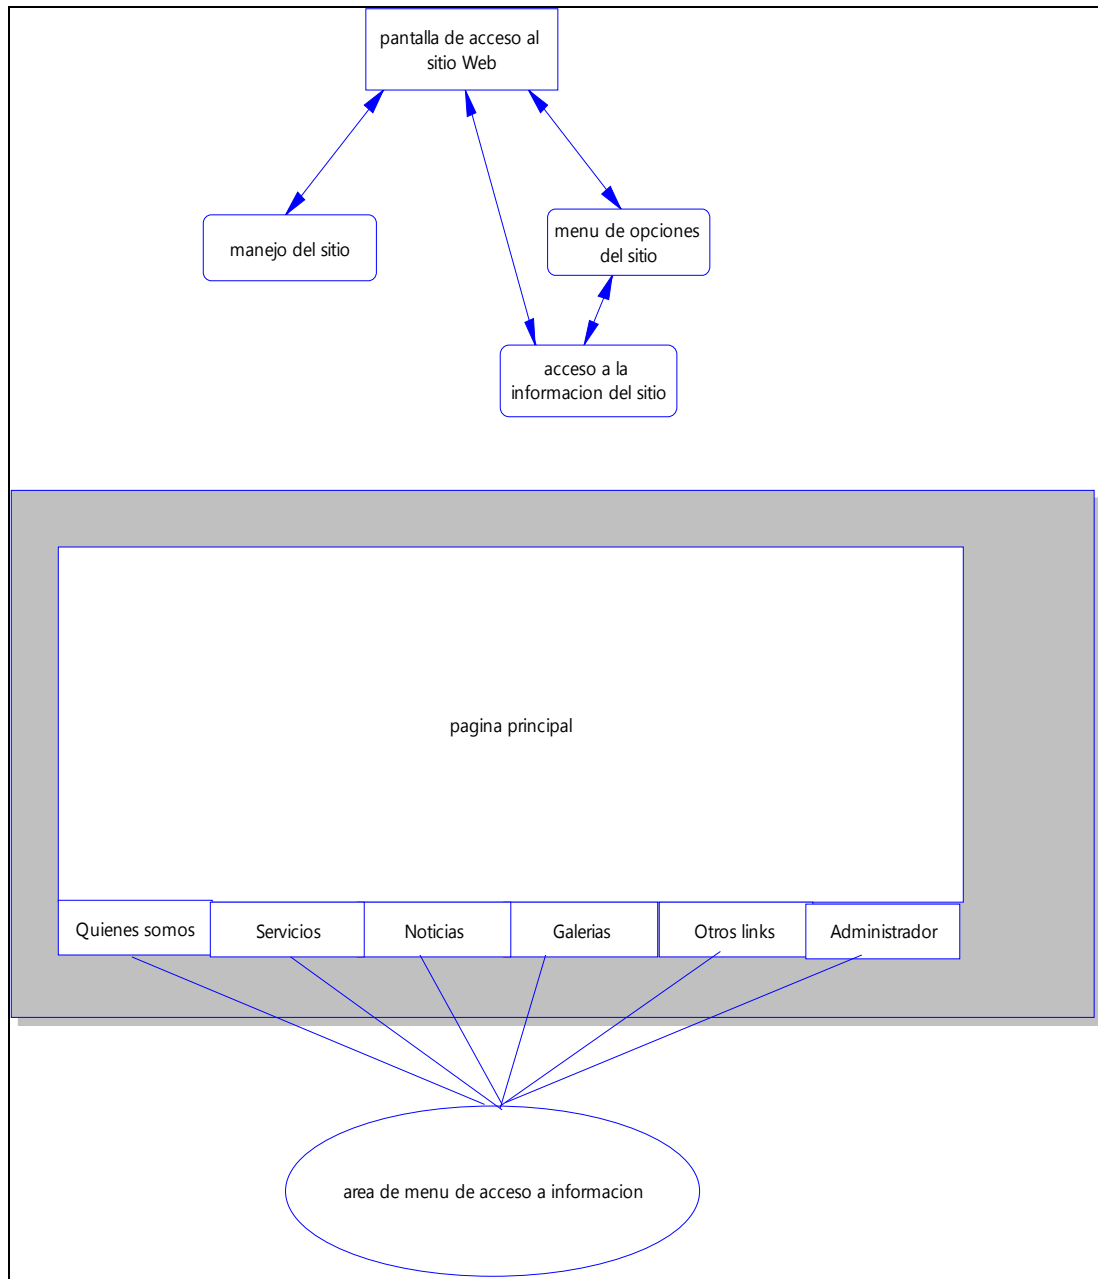 pantalla de acceso al
sitio Web
manejo del sitio
menu de opciones
del sitio
acceso a la
informacion del sitio
pagina principal
Quienes somos
Servicios
Noticias
Galerias
Otros links
Administrador
area de menu de acceso a informacion